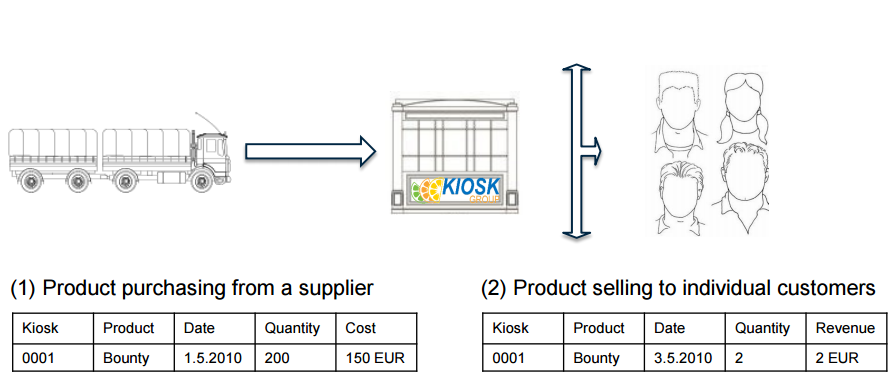 KIOSK
GROUP
(1) Product purchasing from a supplier
Kiosk Product Date Quantity Cost
0001 Bounty 1.5.2010 200 150 EUR
(2) Product selling to individual customers
Kiosk Product Date Quantity Revenue
0001 Bounty 3.5.2010 2 2 EUR